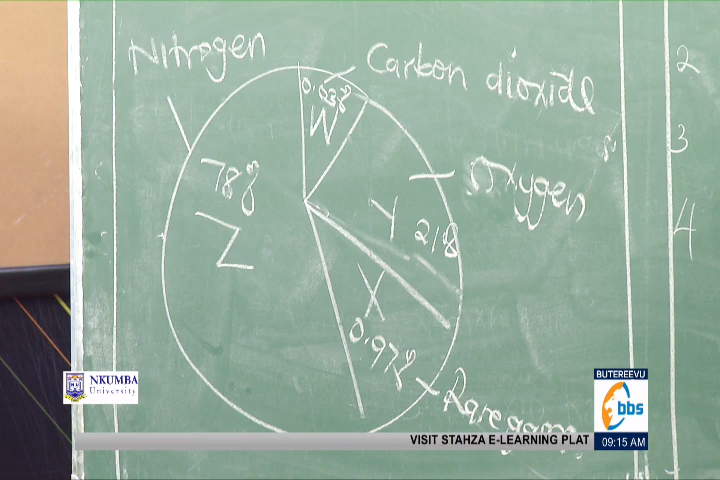 Nitrogen
Carbon dioxide
0.03%
W
2
3
78%
Oxygen
Y
21%
4
Z
X
0.97%
Rare gases
NKUMBA
University
BUTEREEVU
bbs
VISIT STAHZA E-LEARNING PLAT
09:15 AM